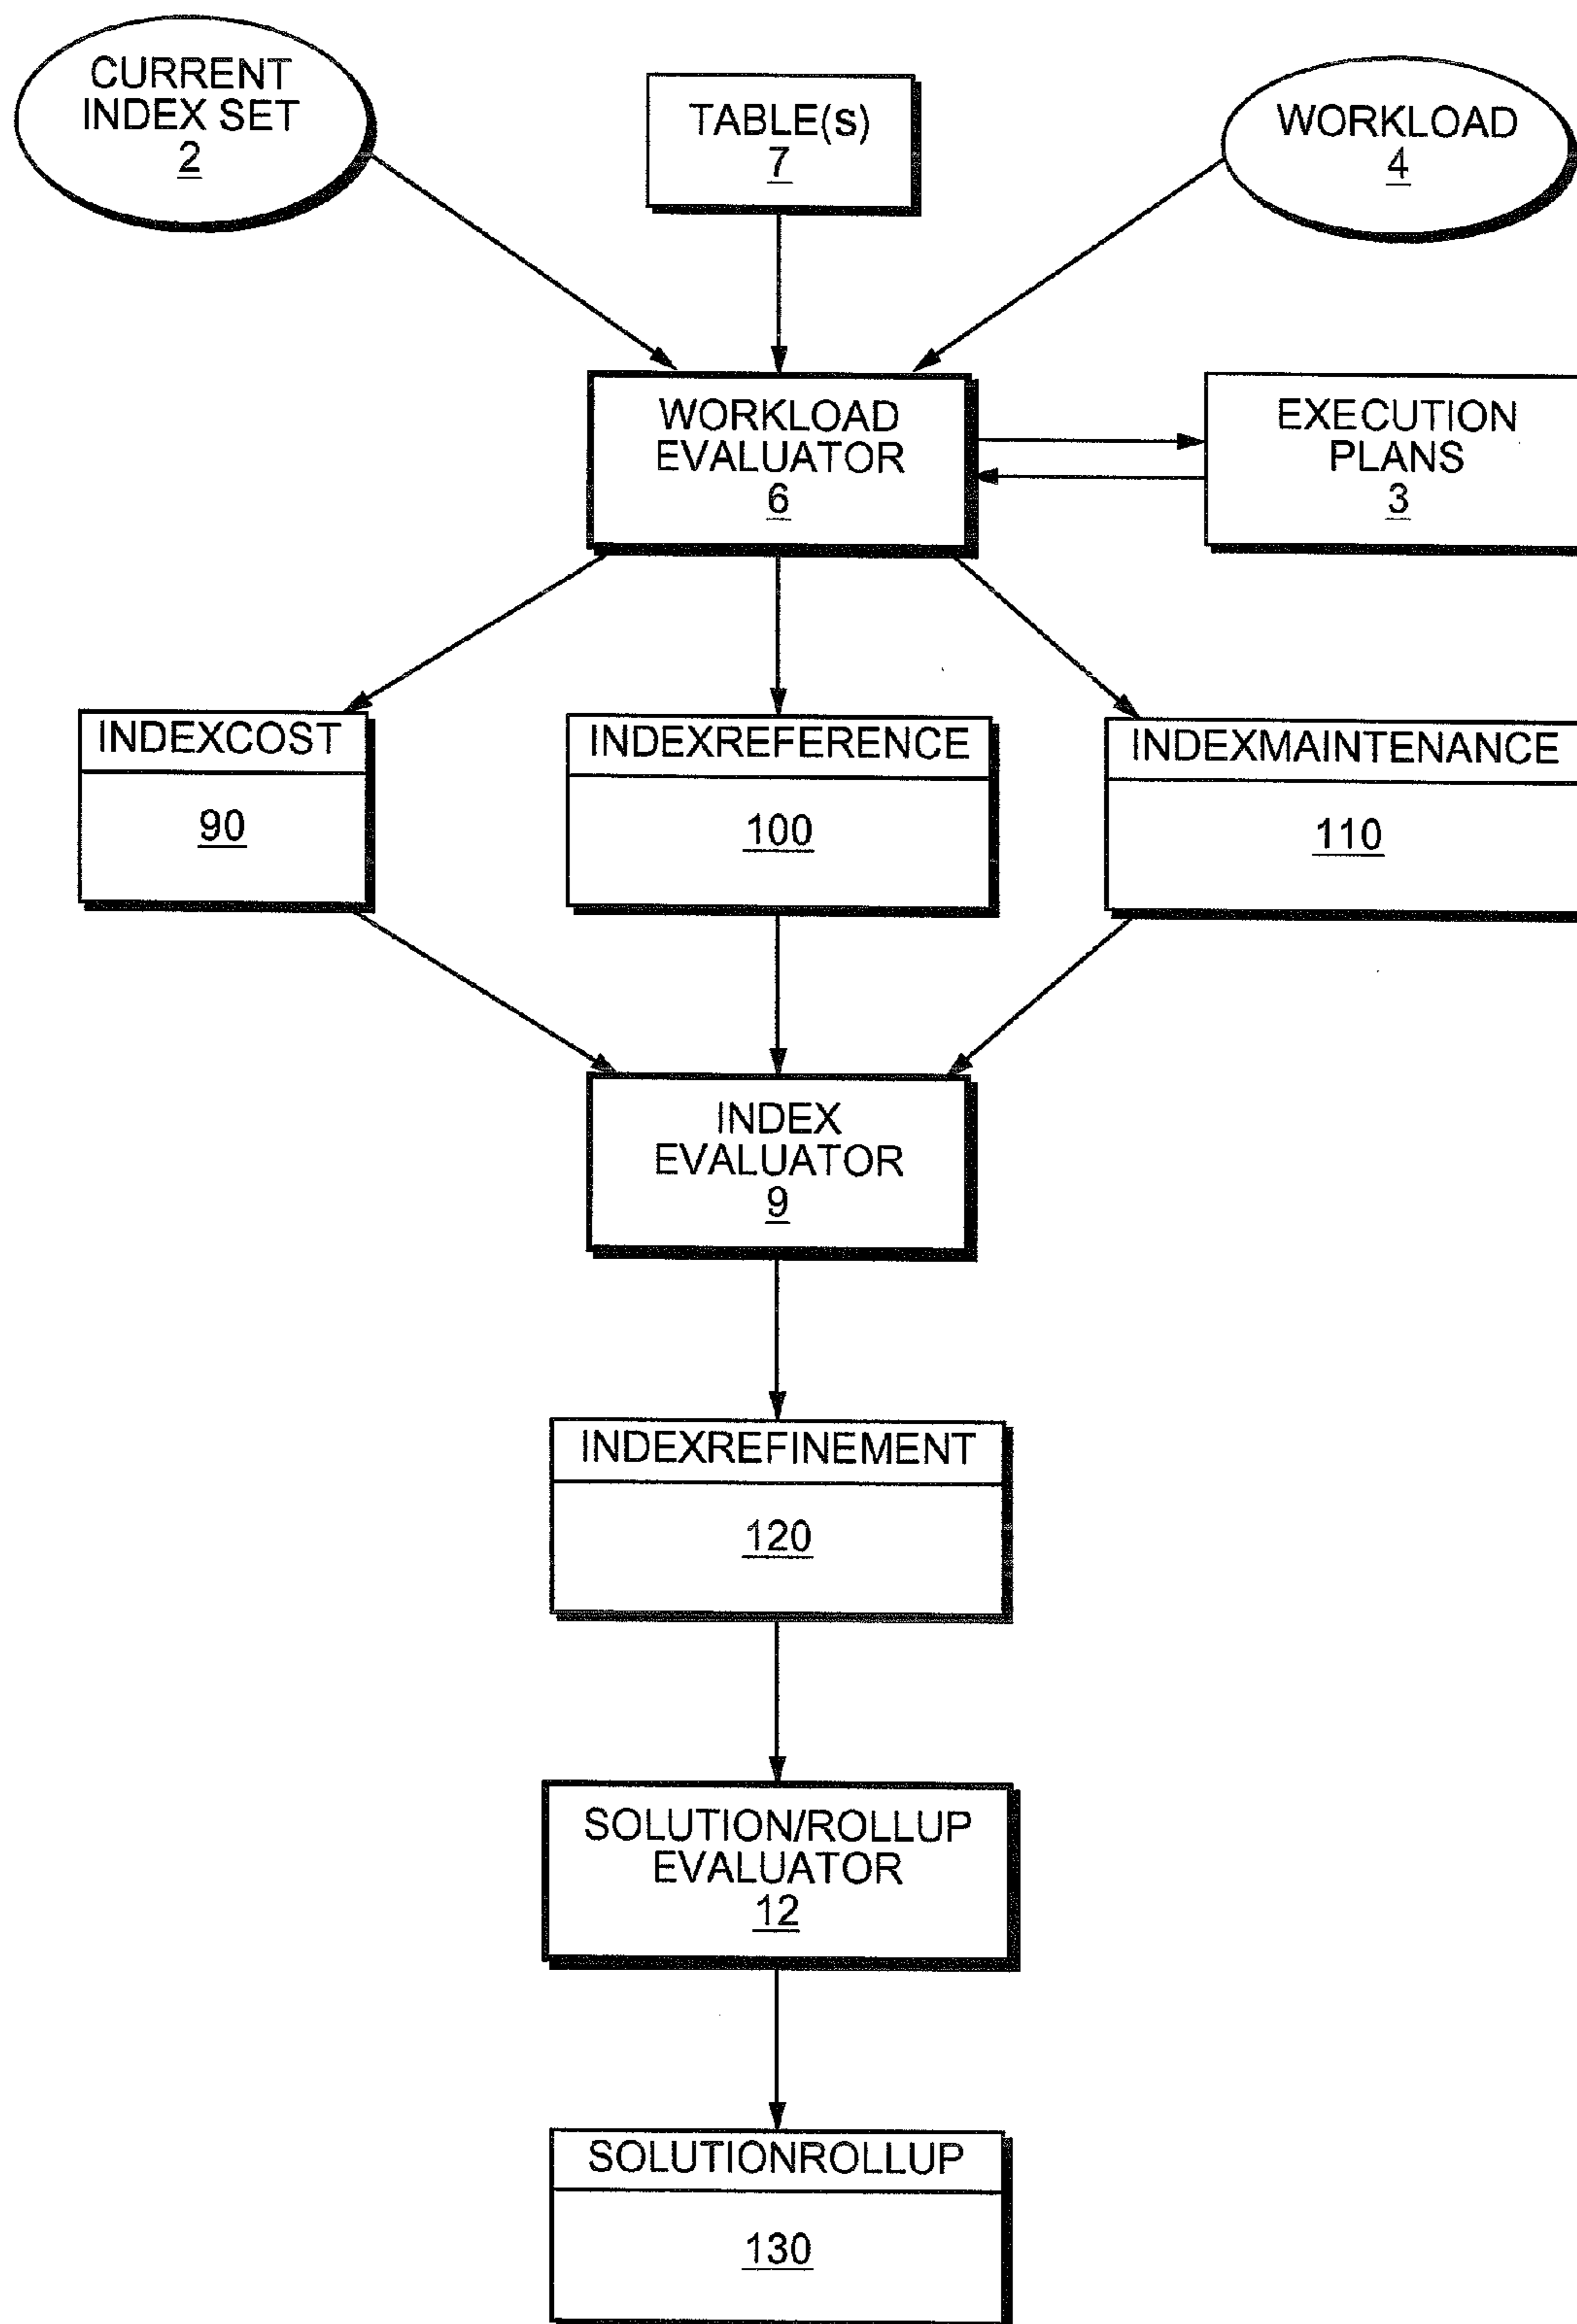 CURRENT
INDEX SET
2
TABLE(s)
7
WORKLOAD
4
WORKLOAD
EVALUATOR
6
EXECUTION
PLANS
3
INDEXCOST
90
INDEXREFERENCE
100
INDEXMAINTENANCE
110
INDEX
EVALUATOR
9
INDEXREFINEMENT
120
SOLUTION/ROLLUP
EVALUATOR
12
SOLUTIONROLLUP
130